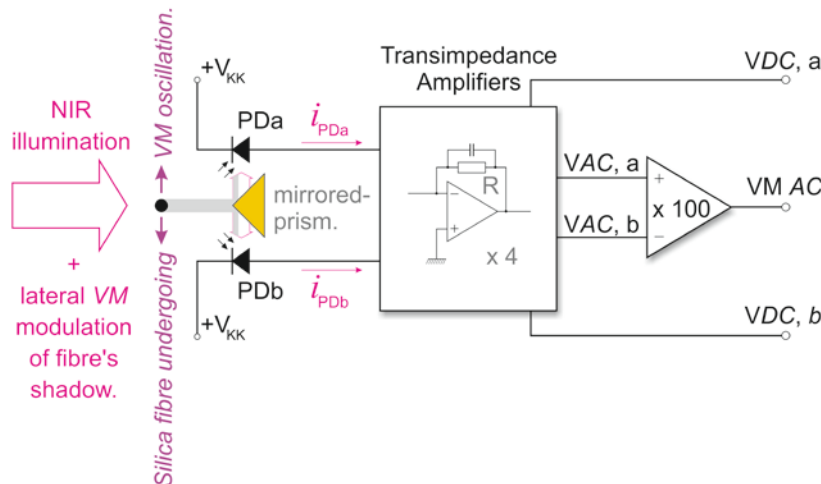 NIR
illumination
+
lateral VM
modulation
of fibre's
shadow.
Silica fibre undergoing VM oscillation.
+VKK
PDa
iPDa
mirrored-
prism.
PDb
iPDb
+VKK
Transimpedance
Amplifiers
R
−
+
x 4
VDC, a
VAC, a
VAC, b
+
x 100
−
VM AC
VDC, b